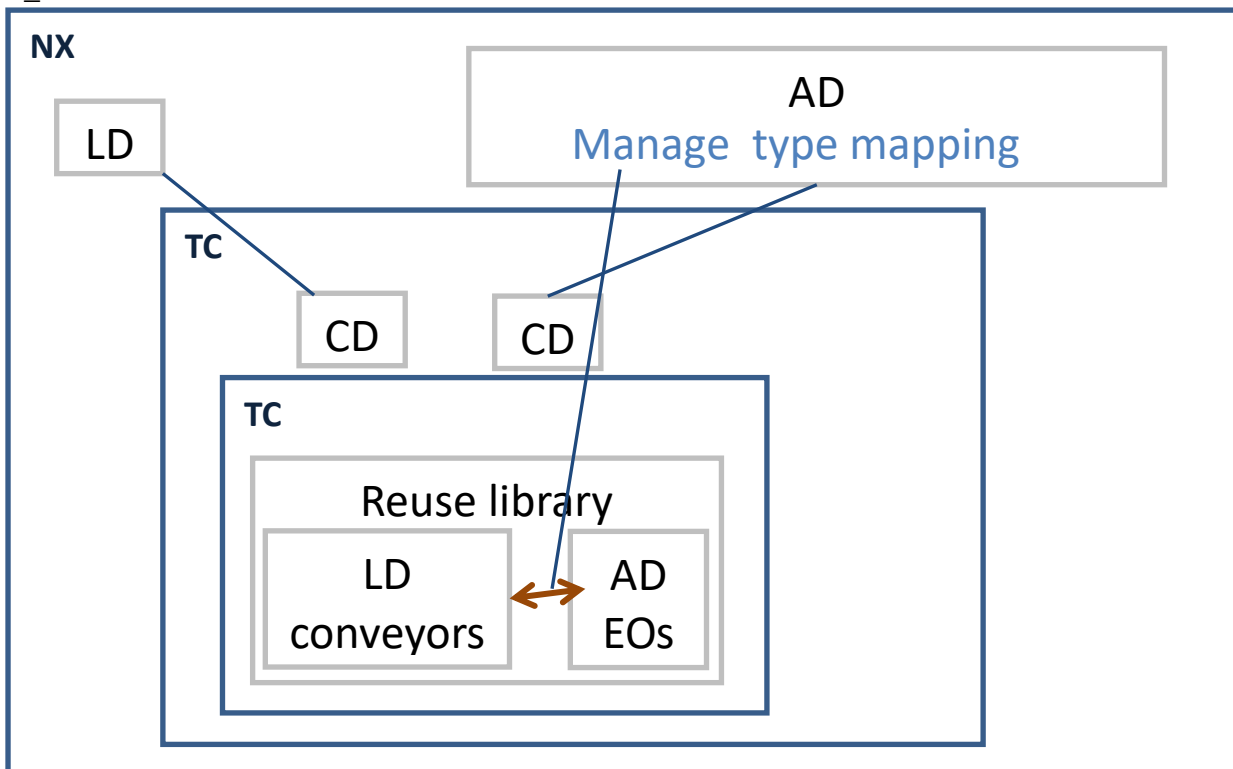 NX
AD
LD
Manage type mapping
TC
CD
CD
TC
Reuse library
LD
conveyors
AD
EOs